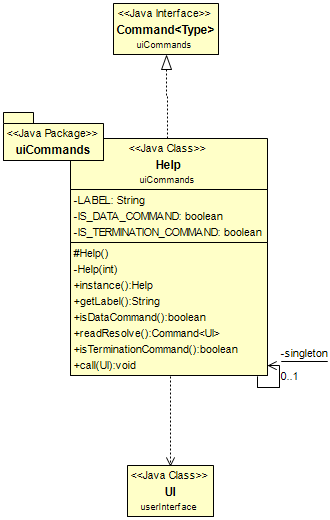 <<Java Interface>>
Command<Type>
uiCommands
<<Java Package>>
uiCommands
<<Java Class>>
Help
uiCommands
-LABEL: String
-IS_DATA_COMMAND: boolean
-IS_TERMINATION_COMMAND: boolean
#Help()
-Help(int)
+instance():Help
+getLabel():String
+isDataCommand():boolean
+readResolve():Command<UI>
+isTerminationCommand():boolean
+call(UI):void
-singleton
0..1
<<Java Class>>
UI
userInterface